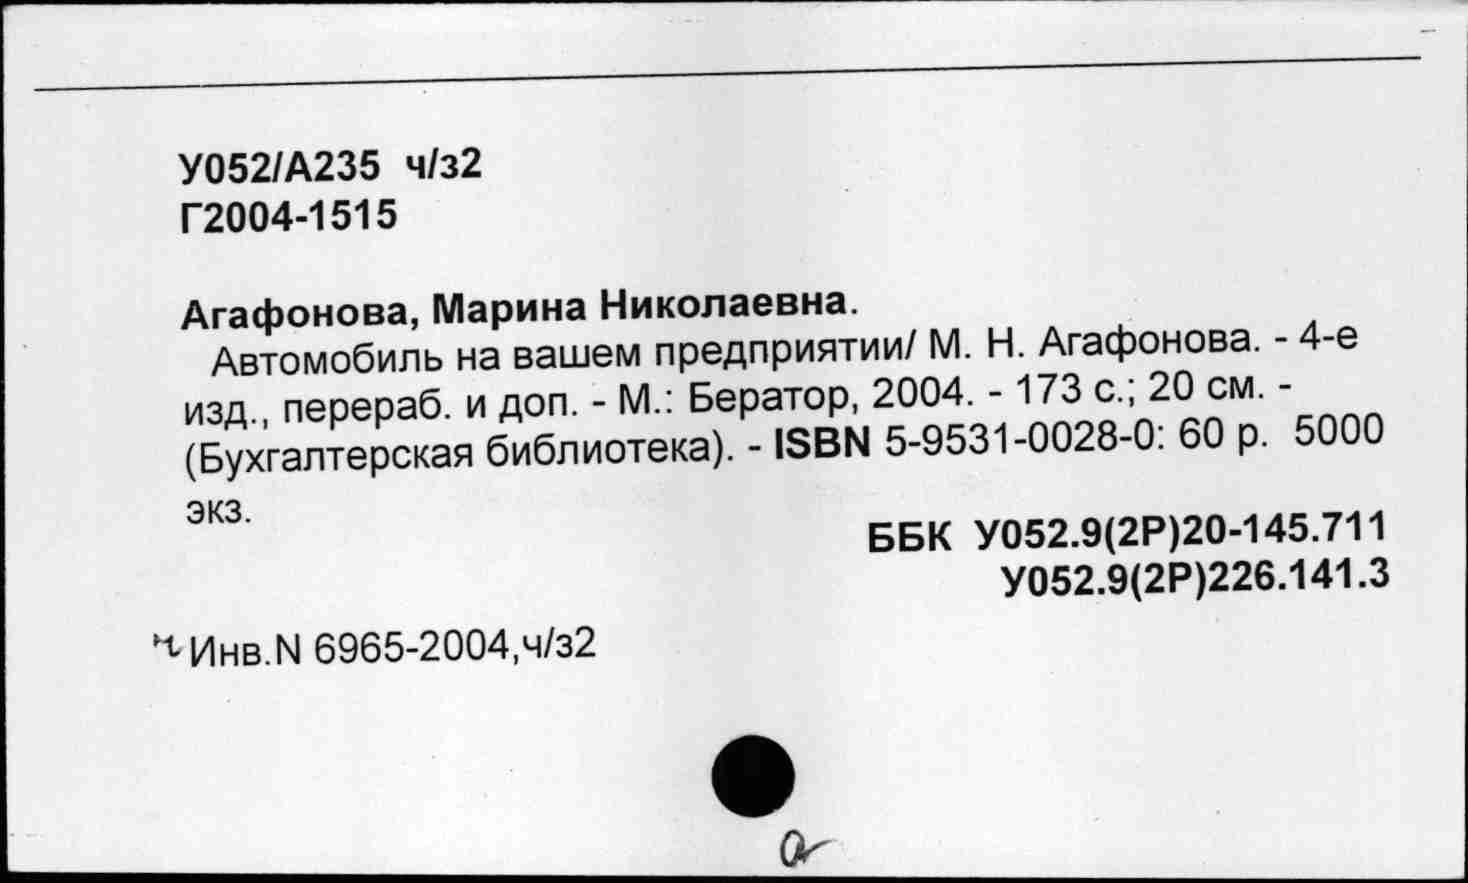 У052/А235 ч/з2
Г2004-1515
Агафонова, Марина Николаевна.
Автомобиль на вашем предприятии/ М. Н. Агафонова. - 4-е
изд., перераб. и доп. - М.: Бератор, 2004. - 173 с.; 20 см. -
(Бухгалтерская библиотека). - ISBN 5-9531-0028-0: 60 р. 5000
экз.
ББК У052.9(2Р)20-145.711
У052.9(2Р)226.141.3
Инв.N 6965-2004,ч/з2